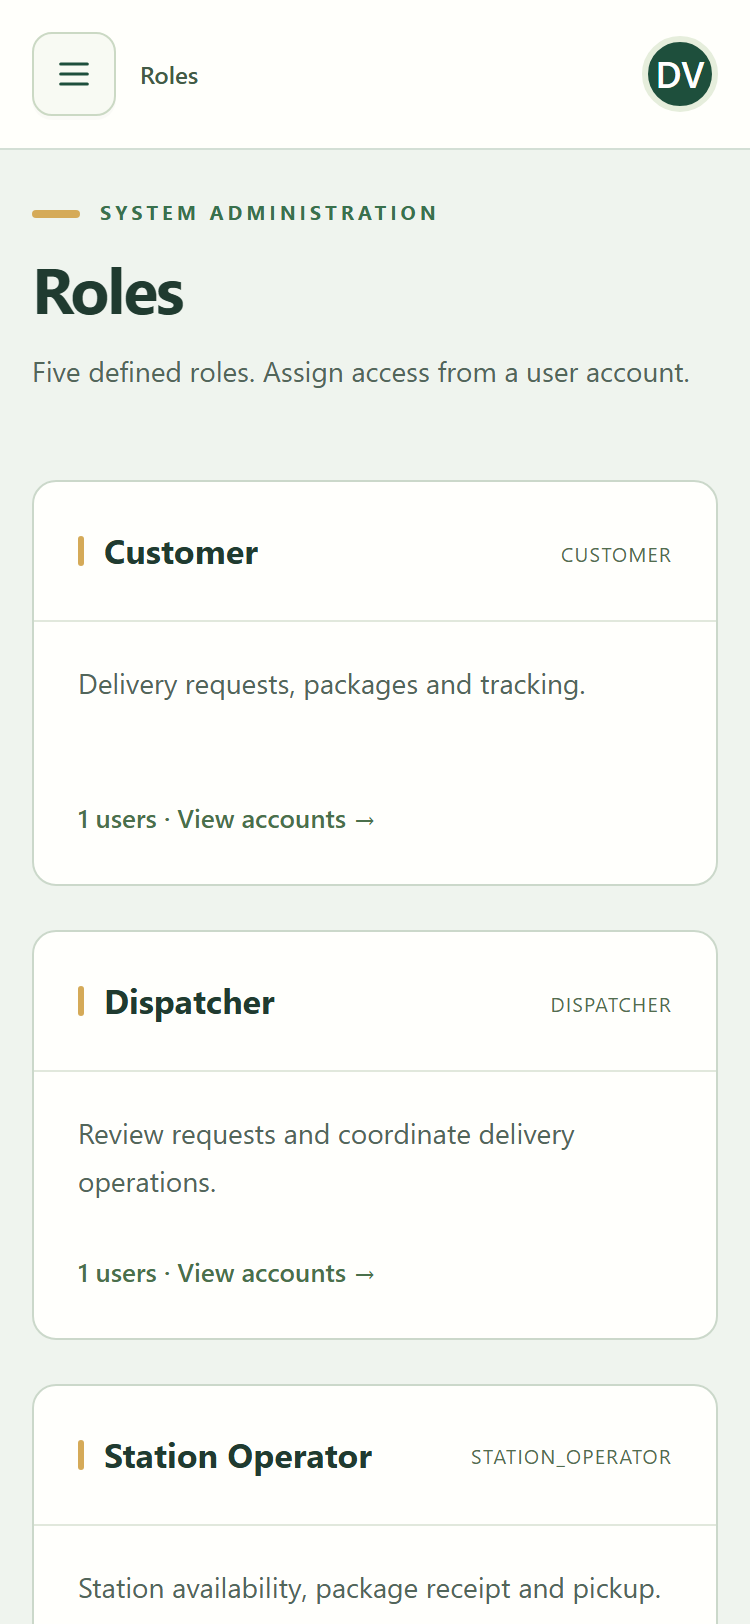 Roles
DV
SYSTEM ADMINISTRATION
Roles
Five defined roles. Assign access from a user account.
Customer
CUSTOMER
Delivery requests, packages and tracking.
1 users · View accounts →
Dispatcher
DISPATCHER
Review requests and coordinate delivery
operations.
1 users · View accounts →
Station Operator
STATION_OPERATOR
Station availability, package receipt and pickup.